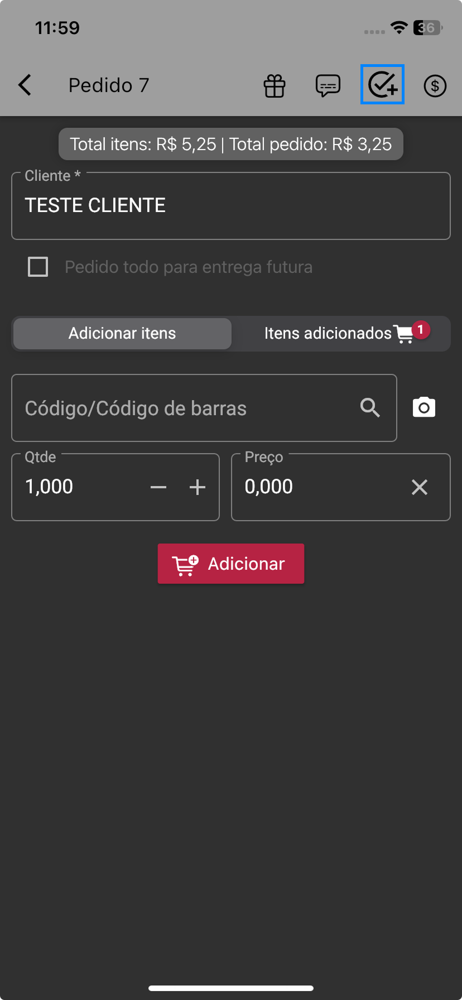 11:59
36
Pedido 7
Total itens: R$ 5,25 | Total pedido: R$ 3,25
Cliente *
TESTE CLIENTE
Pedido todo para entrega futura
Adicionar itens
Itens adicionados 1
Código/Código de barras
Qtde
1,000
Preço
0,000
Adicionar